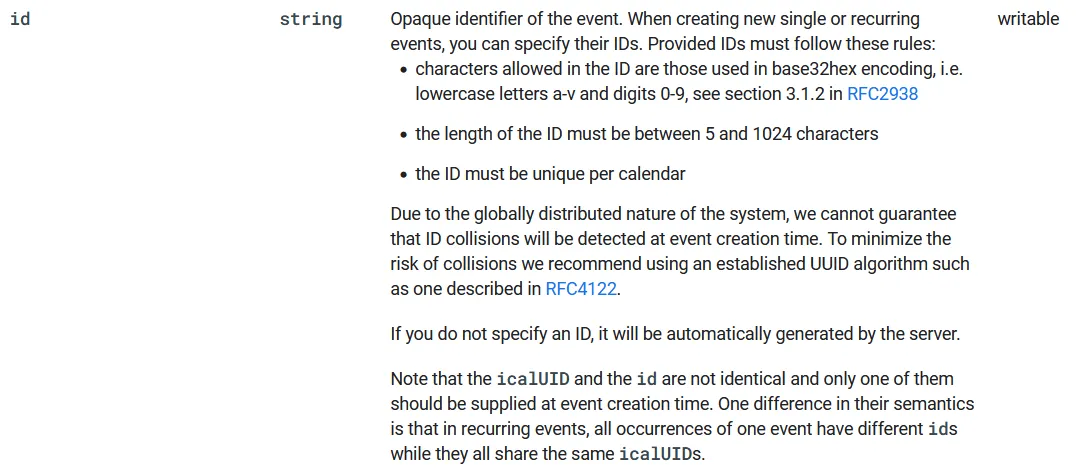 id string Opaque identifier of the event. When creating new single or recurring writable
events, you can specify their IDs. Provided IDs must follow these rules:
• characters allowed in the ID are those used in base32hex encoding, i.e.
lowercase letters a-v and digits 0-9, see section 3.1.2 in RFC2938
• the length of the ID must be between 5 and 1024 characters
• the ID must be unique per calendar
Due to the globally distributed nature of the system, we cannot guarantee
that ID collisions will be detected at event creation time. To minimize the
risk of collisions we recommend using an established UUID algorithm such
as one described in RFC4122.
If you do not specify an ID, it will be automatically generated by the server.
Note that the icalUID and the id are not identical and only one of them
should be supplied at event creation time. One difference in their semantics
is that in recurring events, all occurrences of one event have different ids
while they all share the same icalUIDs.